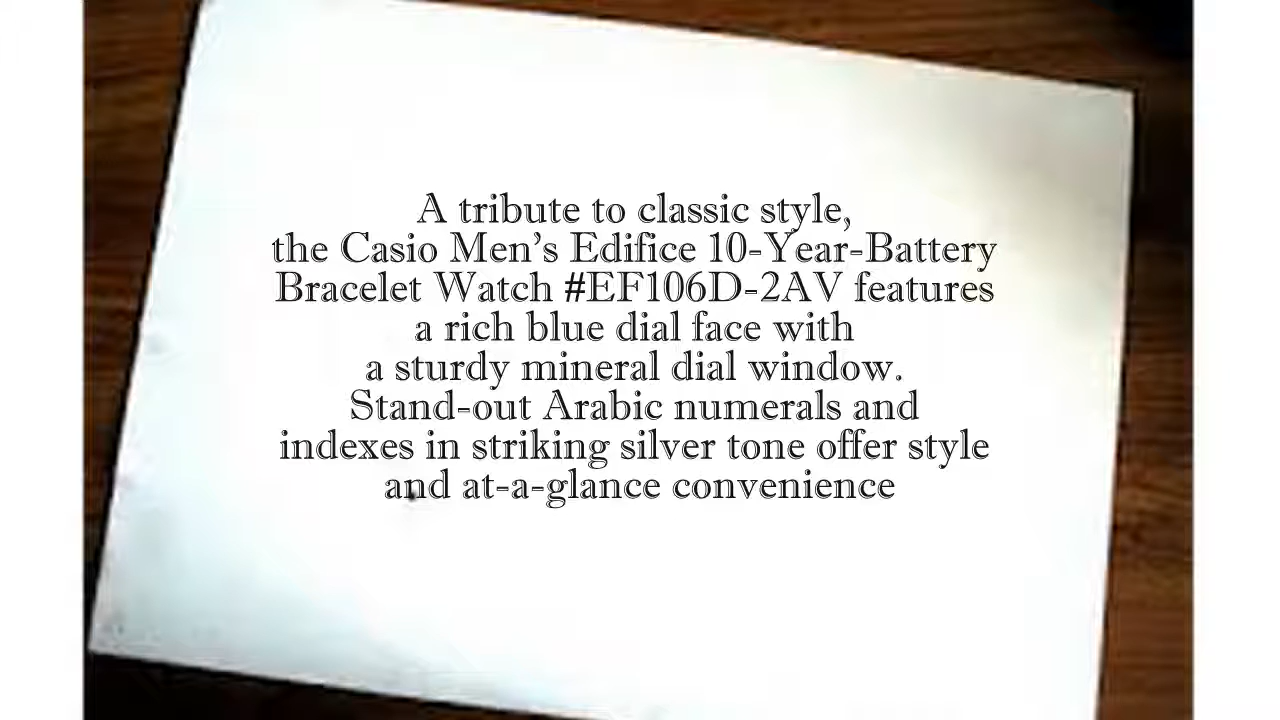 A tribute to classic style,
the Casio Men’s Edifice 10-Year-Battery
Bracelet Watch #EF106D-2AV features
a rich blue dial face with
a sturdy mineral dial window.
Stand-out Arabic numerals and
indexes in striking silver tone offer style
and at-a-glance convenience